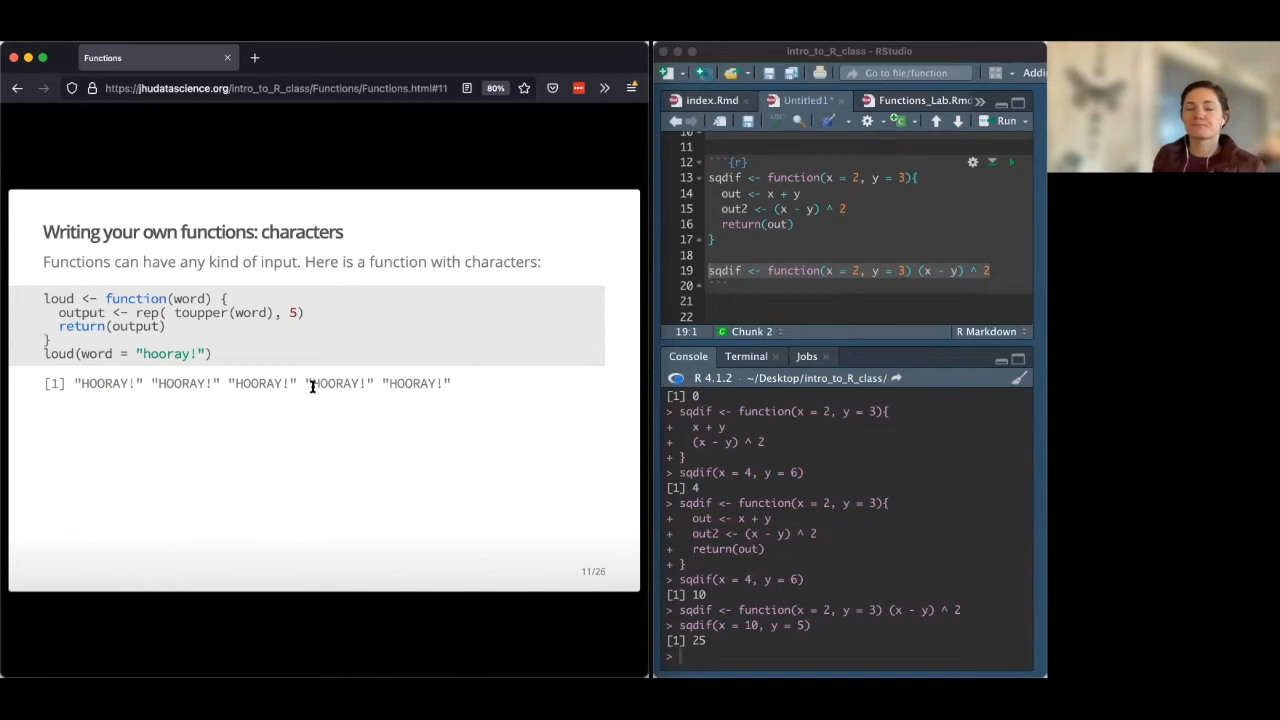 Functions
https://jhudatascience.org/intro_to_R_class/Functions/Functions.html#11
80%
Writing your own functions: characters
Functions can have any kind of input. Here is a function with characters:
loud <- function(word) {
output <- rep( toupper(word), 5)
return(output)
}
loud(word = "hooray!")
[1] "HOORAY!" "HOORAY!" "HOORAY!" "HOORAY!" "HOORAY!"
11/26
intro_to_R_class - RStudio
Go to file/function
Addi
index.Rmd
Untitled1*
Functions_Lab.Rmd
Run
10
11
12 ```{r}
13 sqdif <- function(x = 2, y = 3){
14 out <- x + y
15 out2 <- (x - y) ^ 2
16 return(out)
17 }
18
19 sqdif <- function(x = 2, y = 3) (x - y) ^ 2
20 ```
21
22
19:1 Chunk 2 R Markdown
Console Terminal Jobs
R 4.1.2 · ~/Desktop/intro_to_R_class/
[1] 0
> sqdif <- function(x = 2, y = 3){
+ x + y
+ (x - y) ^ 2
+ }
> sqdif(x = 4, y = 6)
[1] 4
> sqdif <- function(x = 2, y = 3){
+ out <- x + y
+ out2 <- (x - y) ^ 2
+ return(out)
+ }
> sqdif(x = 4, y = 6)
[1] 10
> sqdif <- function(x = 2, y = 3) (x - y) ^ 2
> sqdif(x = 10, y = 5)
[1] 25
>